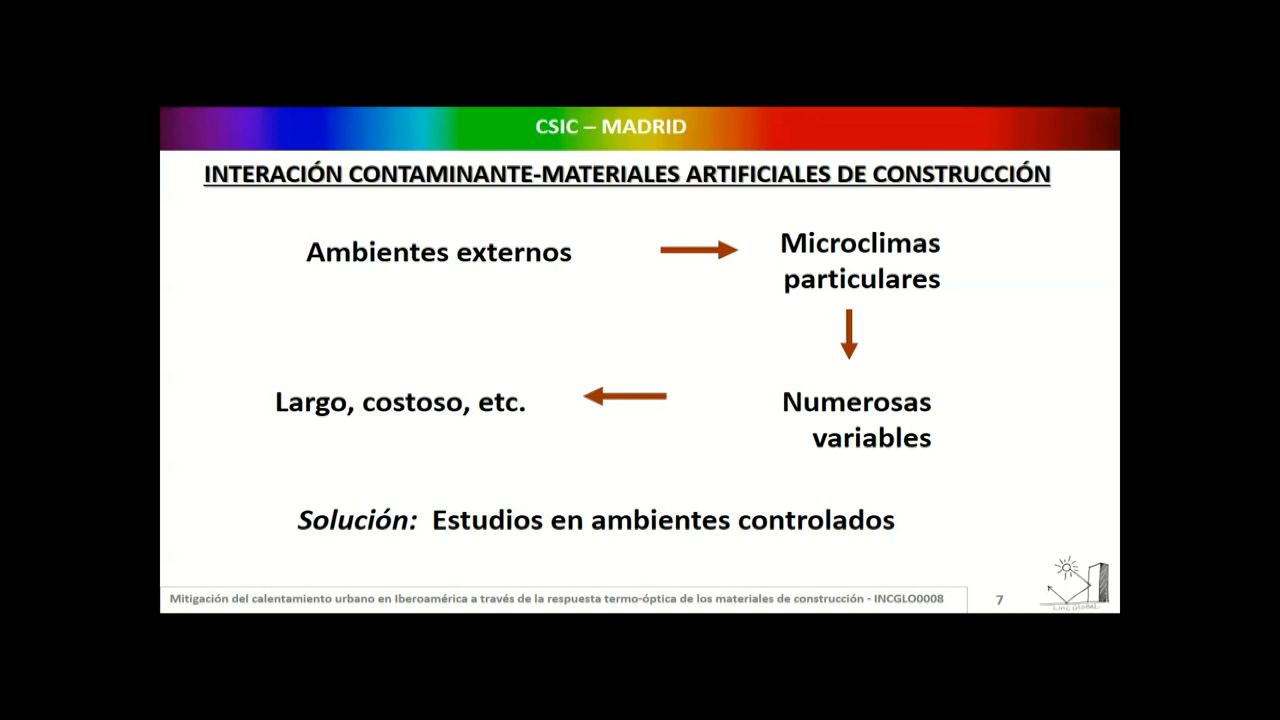 CSIC – MADRID
INTERACIÓN CONTAMINANTE-MATERIALES ARTIFICIALES DE CONSTRUCCIÓN
Ambientes externos
Microclimas
particulares
Largo, costoso, etc.
Numerosas
variables
Solución: Estudios en ambientes controlados
Mitigación del calentamiento urbano en Iberoamérica a través de la respuesta termo-óptica de los materiales de construcción - INCGLO0008
7
LINC GLOBAL